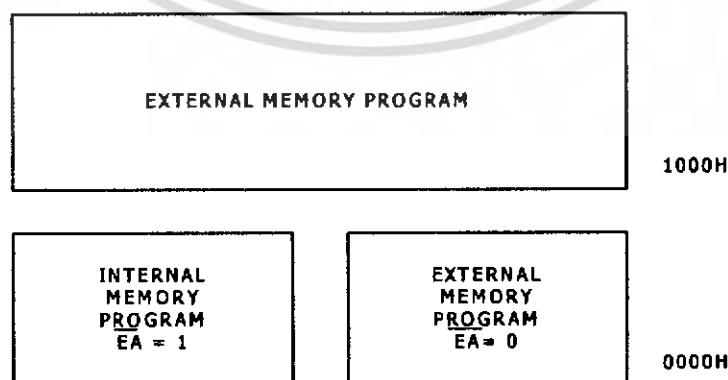 EXTERNAL MEMORY PROGRAM
1000H
INTERNAL
MEMORY
PROGRAM
EA = 1
EXTERNAL
MEMORY
PROGRAM
EA= 0
0000H